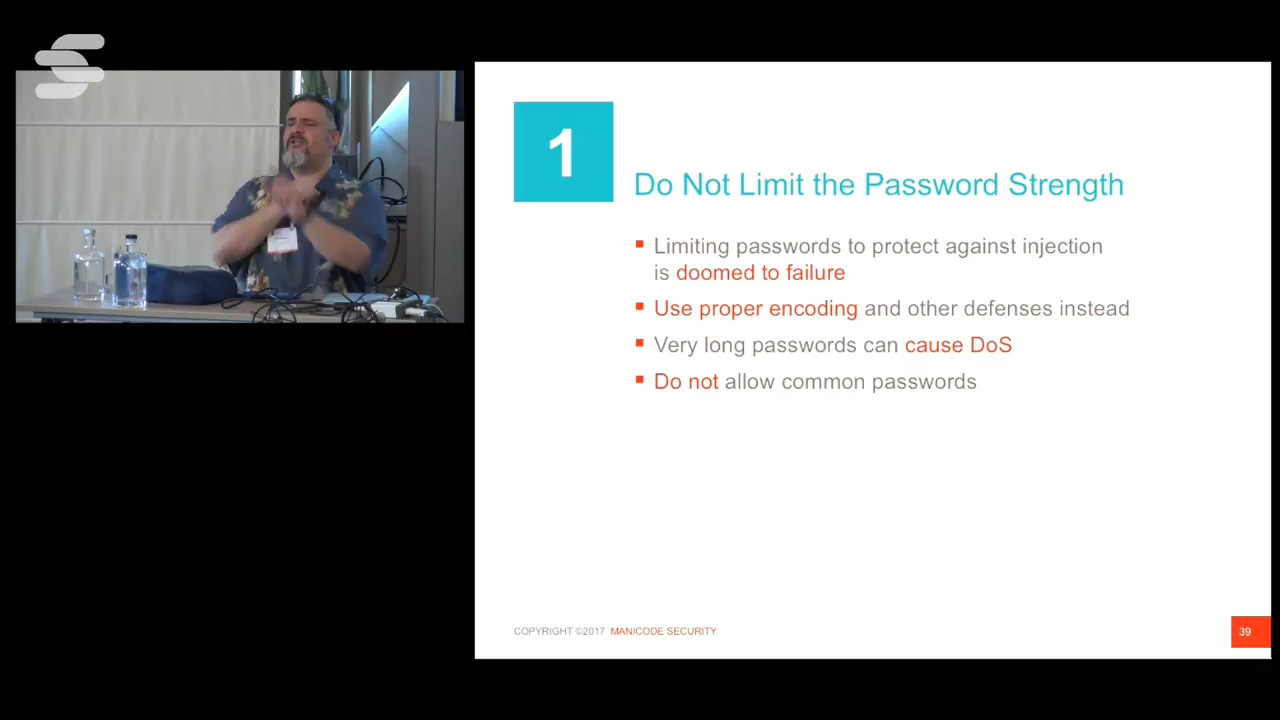 1
Do Not Limit the Password Strength
Limiting passwords to protect against injection
is doomed to failure
Use proper encoding and other defenses instead
Very long passwords can cause DoS
Do not allow common passwords
COPYRIGHT ©2017 MANICODE SECURITY
39